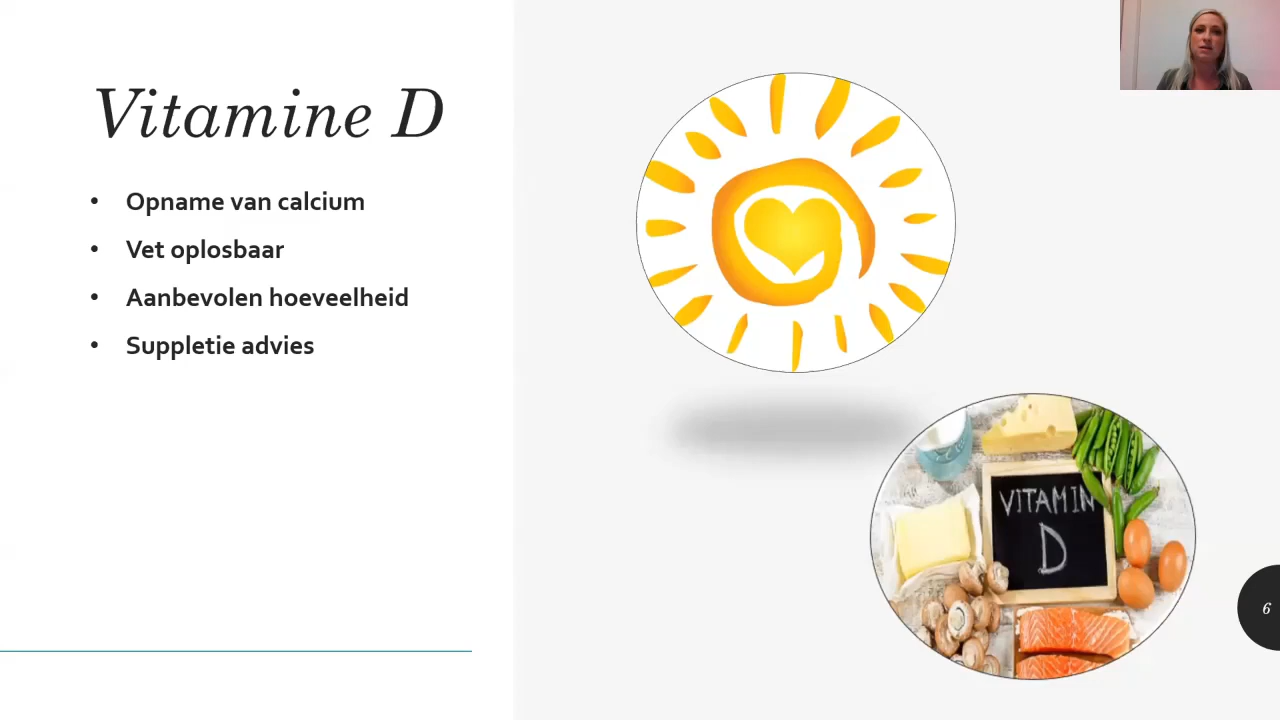 Vitamine D
• Opname van calcium
• Vet oplosbaar
• Aanbevolen hoeveelheid
• Suppletie advies
VITAMIN
D
6